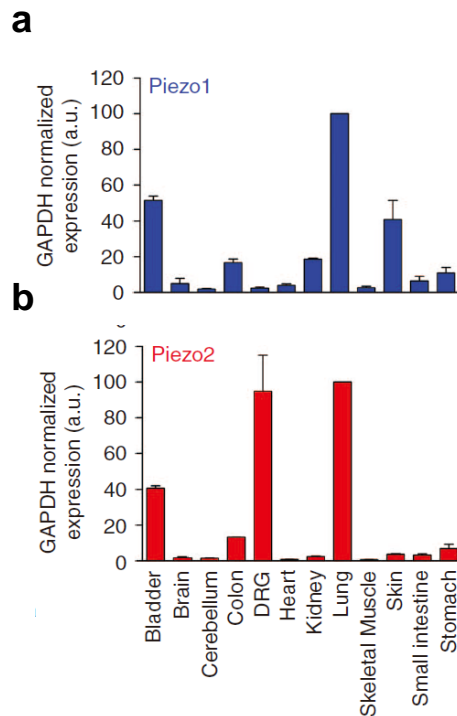 a
Piezo1
GAPDH normalized
expression (a.u.)
120
100
80
60
40
20
0
b
Piezo2
GAPDH normalized
expression (a.u.)
120
100
80
60
40
20
0
Bladder
Brain
Cerebellum
Colon
DRG
Heart
Kidney
Lung
Skeletal Muscle
Skin
Small intestine
Stomach